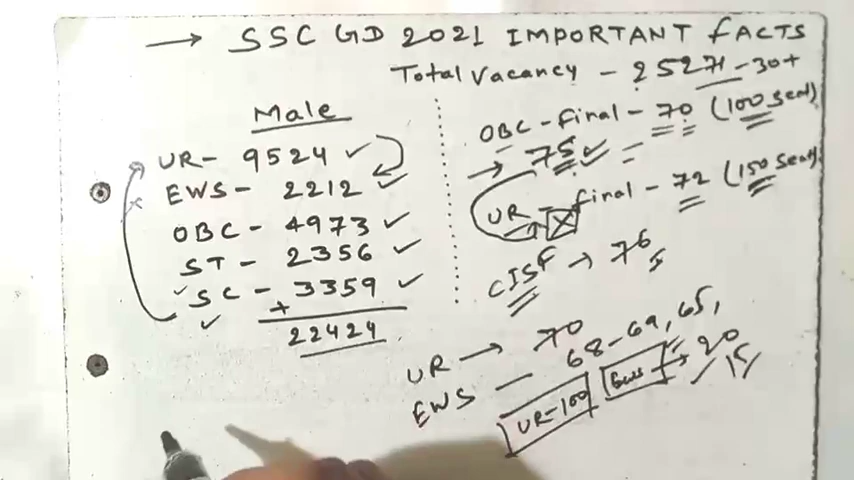 → SSC GD 2021 IMPORTANT FACTS
Total Vacancy - 25271 - 30+
Male
UR - 9524 ✓
EWS - 2212 ✓
OBC - 4973 ✓
ST - 2356 ✓
✓ SC - 3359 ✓
+
22424
OBC - final - 70 (100 seat)
→ 75 ✓
UR - final - 72 (150 seat)
CISF → 76
UR → 70
EWS — 68-69, 65,
UR-100 EWS → 20
15